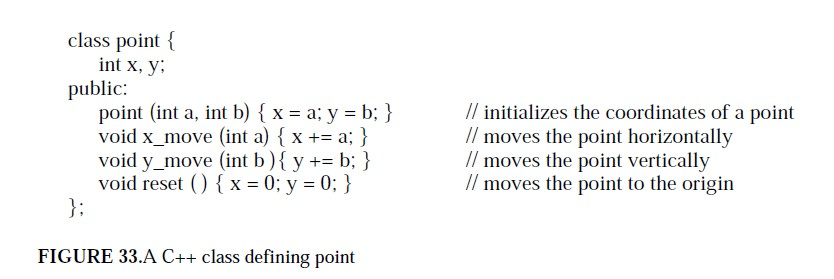 class point {
int x, y;
public:
point (int a, int b) { x = a; y = b; } // initializes the coordinates of a point
void x_move (int a) { x += a; } // moves the point horizontally
void y_move (int b ){ y += b; } // moves the point vertically
void reset ( ) { x = 0; y = 0; } // moves the point to the origin
};
FIGURE 33.A C++ class defining point